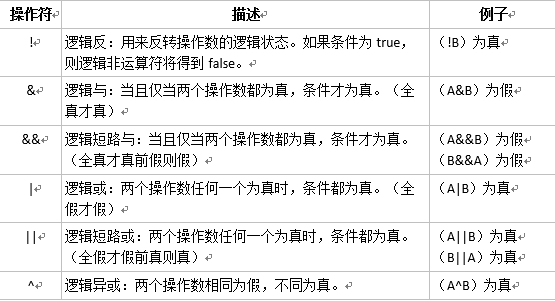 操作符 描述 例子
! 逻辑反：用来反转操作数的逻辑状态。如果条件为 true， （!B）为真
则逻辑非运算符将得到 false。
& 逻辑与：当且仅当两个操作数都为真，条件才为真。（全 （A&B）为假
真才真）
&& 逻辑短路与：当且仅当两个操作数都为真，条件才为真。 （A&&B）为假
（全真才真前假则假） （B&&A）为假
| 逻辑或：两个操作数任何一个为真时，条件都为真。（全 （A|B）为真
假才假）
|| 逻辑短路或：两个操作数任何一个为真时，条件都为真。 （A||B）为真
（全假才假前真则真） （B||A）为真
^ 逻辑异或：两个操作数相同为假，不同为真。 （A^B）为真